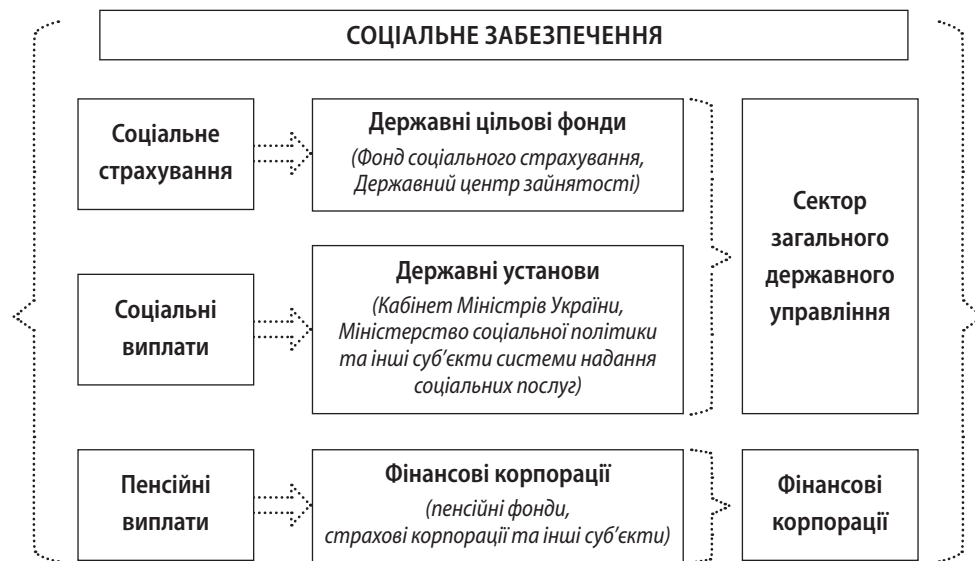 СОЦІАЛЬНЕ ЗАБЕЗПЕЧЕННЯ
Соціальне
страхування
Державні цільові фонди
(Фонд соціального страхування,
Державний центр зайнятості)
Соціальні
виплати
Державні установи
(Кабінет Міністрів України,
Міністерство соціальної політики
та інші суб’єкти системи надання
соціальних послуг)
Сектор
загального
державного
управління
Пенсійні
виплати
Фінансові корпорації
(пенсійні фонди,
страхові корпорації та інші суб’єкти)
Фінансові
корпорації